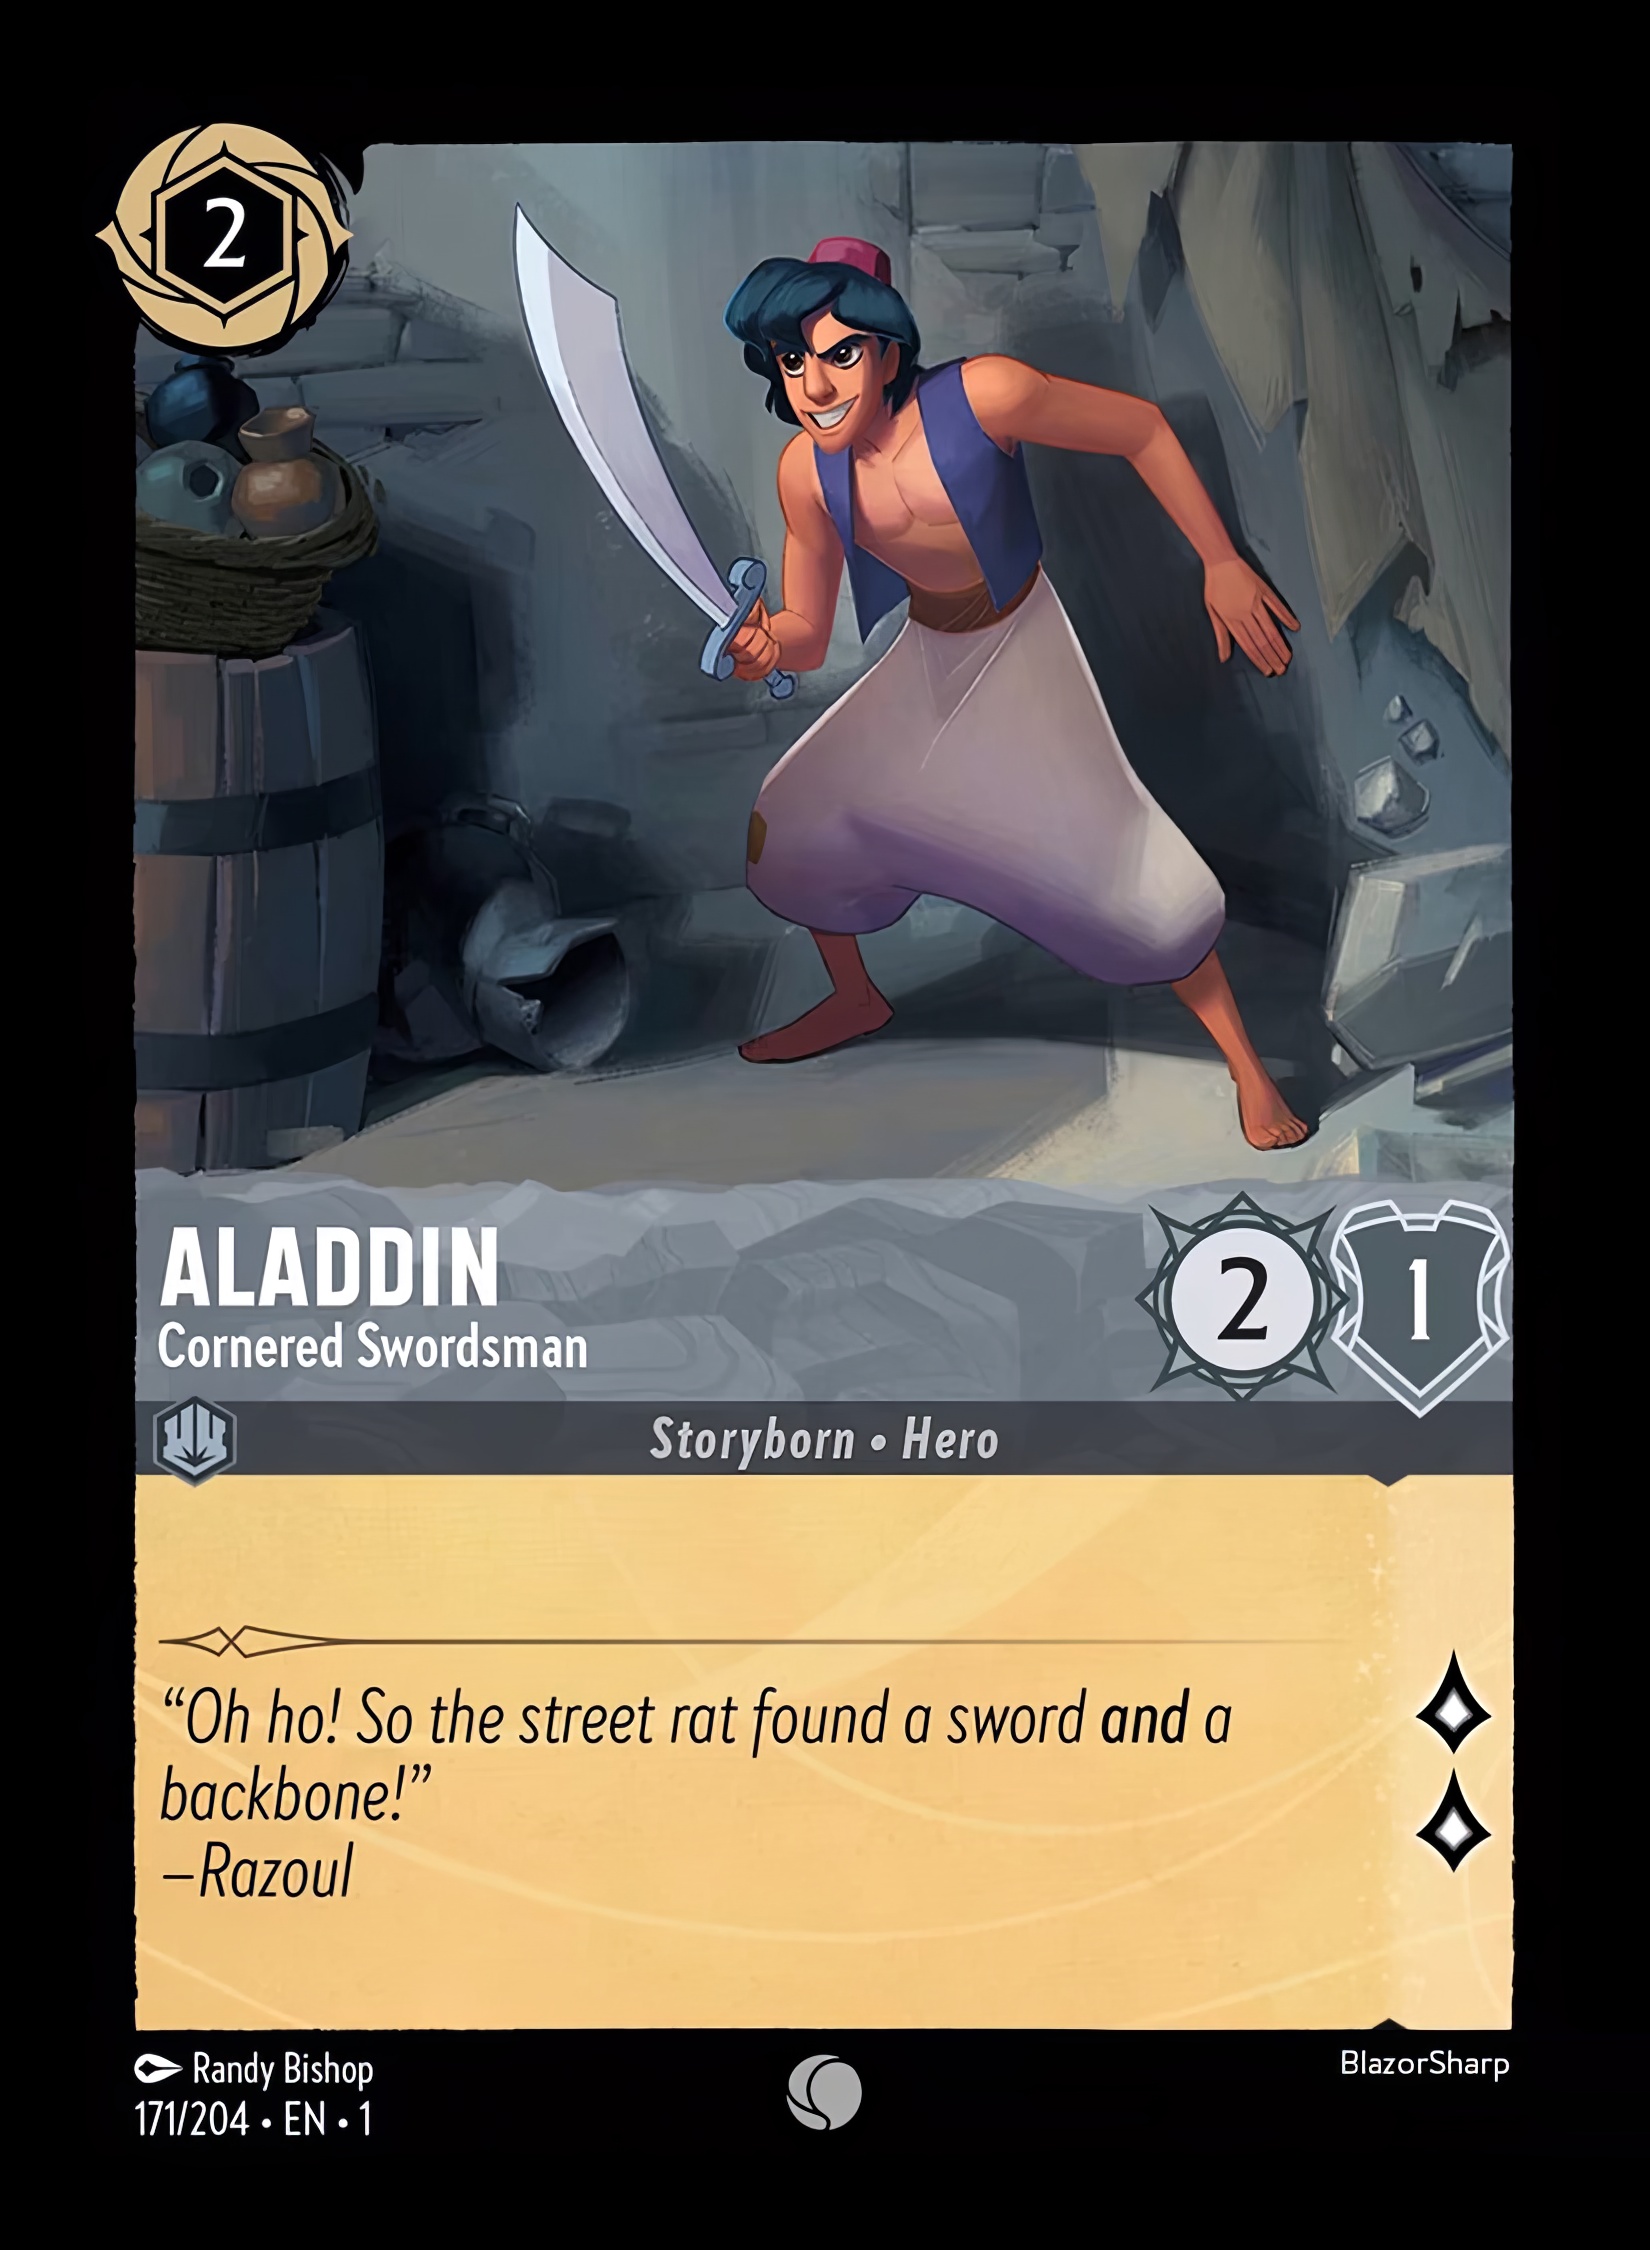 2
ALADDIN
Cornered Swordsman
2
1
Storyborn • Hero
“Oh ho! So the street rat found a sword and a
backbone!”
–Razoul
Randy Bishop
BlazorSharp
171/204 • EN • 1